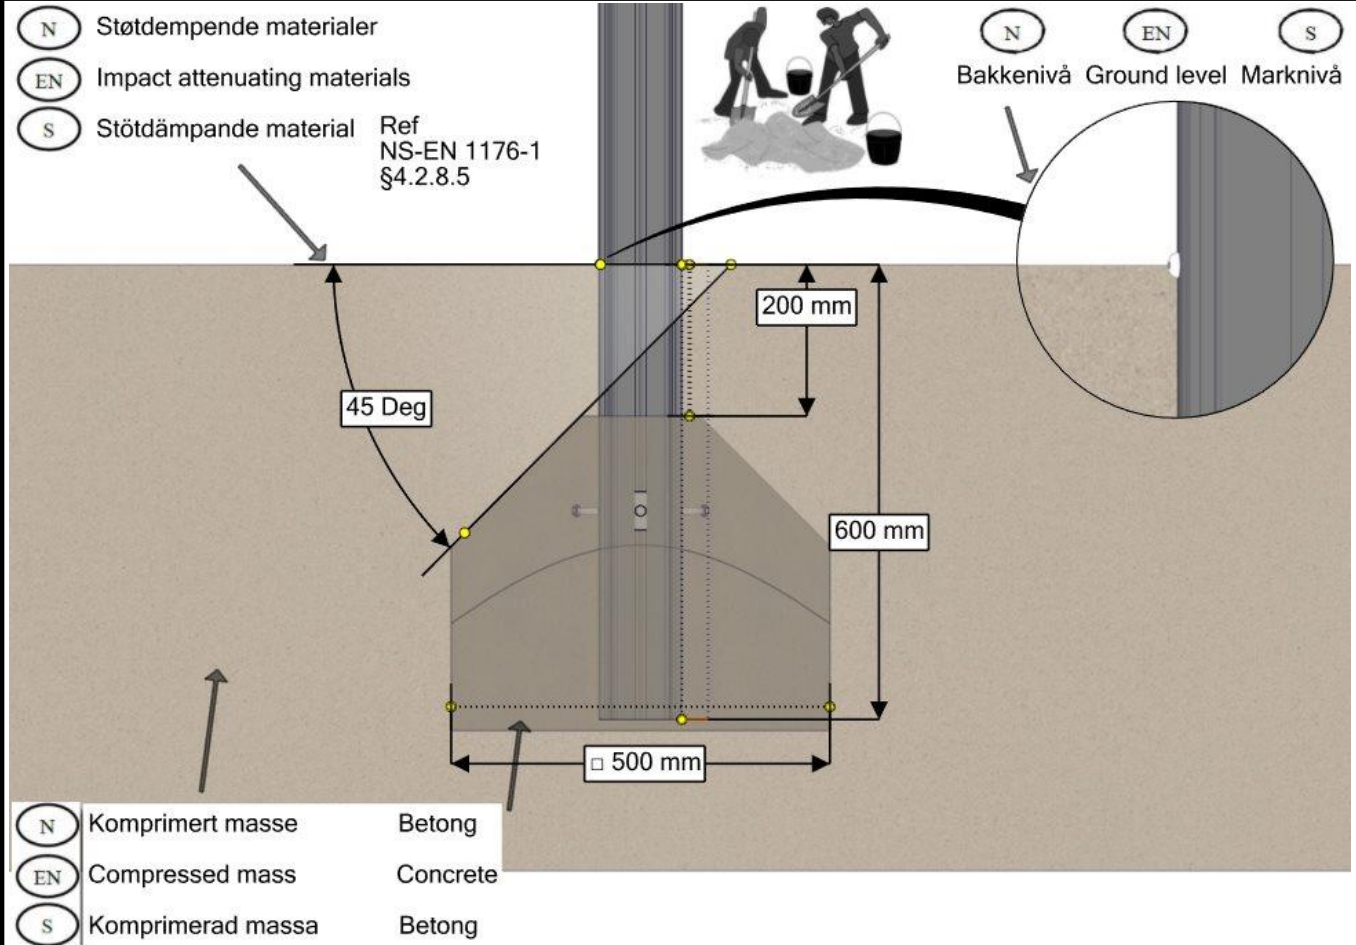 N Støtdempende materialer
EN Impact attenuating materials
S Stötdämpande material
Ref
NS-EN 1176-1
§4.2.8.5
N EN S
Bakkenivå Ground level Marknivå
200 mm
45 Deg
600 mm
□ 500 mm
N Komprimert masse Betong
EN Compressed mass Concrete
S Komprimerad massa Betong